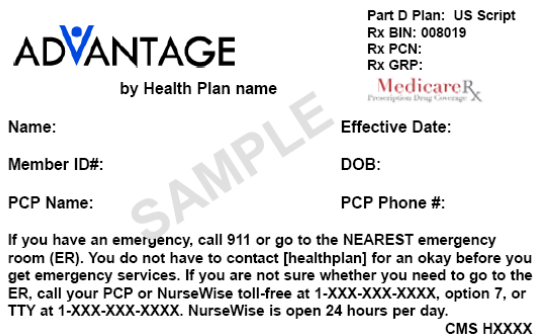 Part D Plan: US Script
Rx BIN: 008019
Rx PCN:
Rx GRP:
ADVANTAGE
by Health Plan name
MedicareRx
Prescription Drug Coverage
Name:
Effective Date:
Member ID#:
DOB:
PCP Name:
PCP Phone #:
SAMPLE
If you have an emergency, call 911 or go to the NEAREST emergency
room (ER). You do not have to contact [healthplan] for an okay before you
get emergency services. If you are not sure whether you need to go to the
ER, call your PCP or NurseWise toll-free at 1-XXX-XXX-XXXX, option 7, or
TTY at 1-XXX-XXX-XXXX. NurseWise is open 24 hours per day.
CMS HXXXX